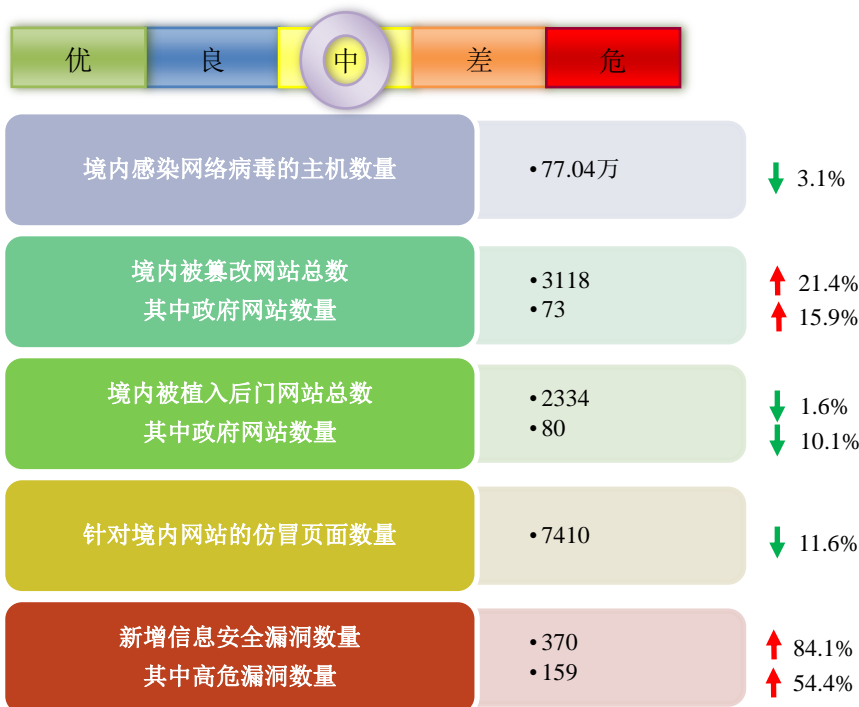 优 良 中 差 危
境内感染网络病毒的主机数量 •77.04万 3.1%
境内被篡改网站总数 •3118 21.4%
其中政府网站数量 •73 15.9%
境内被植入后门网站总数 •2334 1.6%
其中政府网站数量 •80 10.1%
针对境内网站的仿冒页面数量 •7410 11.6%
新增信息安全漏洞数量 •370 84.1%
其中高危漏洞数量 •159 54.4%